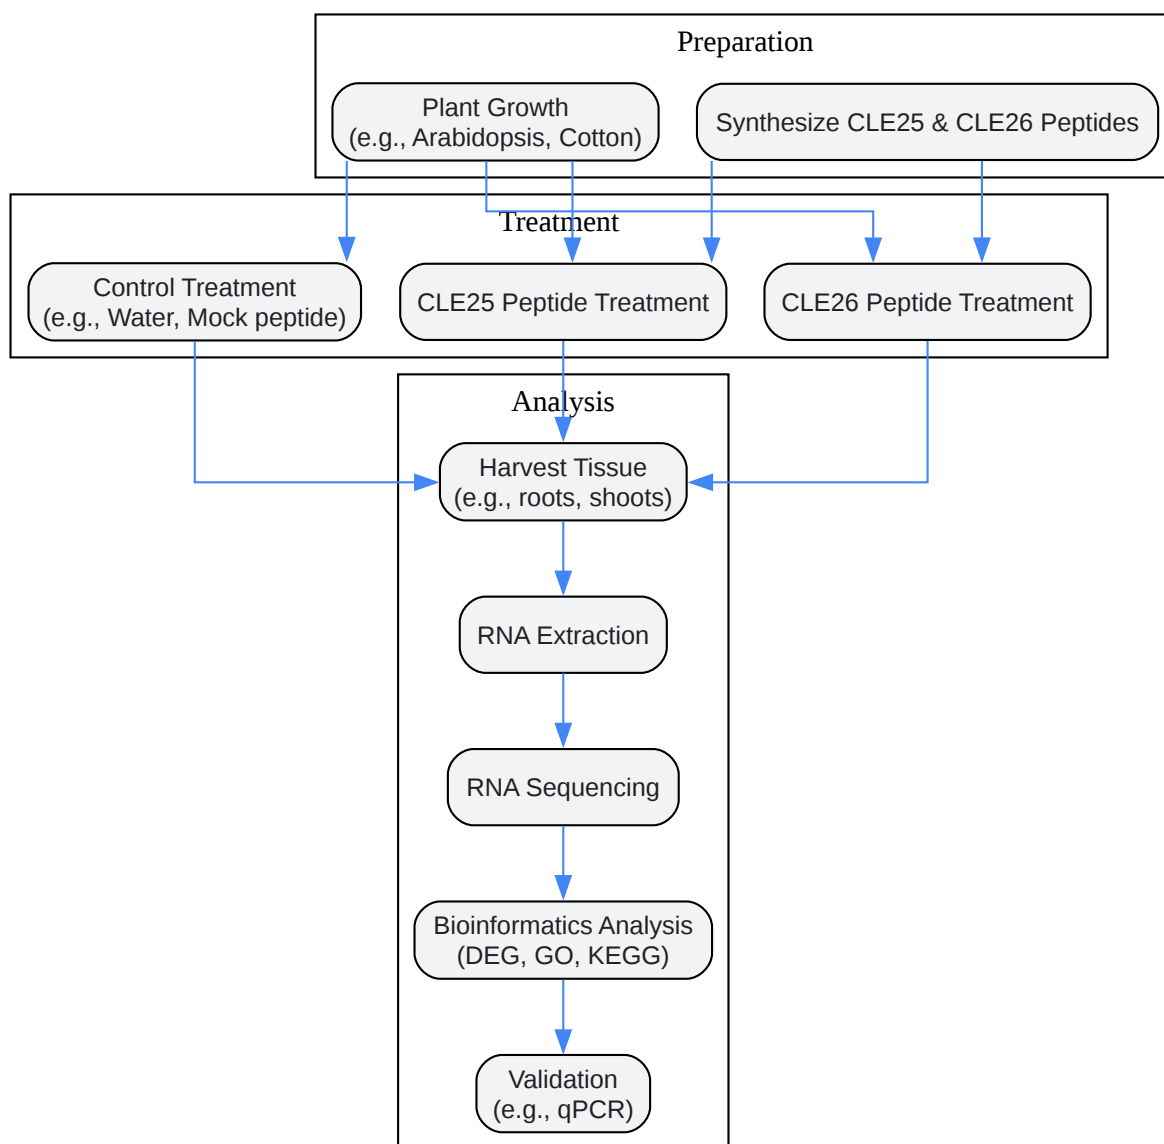 Preparation
Plant Growth
(e.g., Arabidopsis, Cotton)
Synthesize CLE25 & CLE26 Peptides
Treatment
Control Treatment
(e.g., Water, Mock peptide)
CLE25 Peptide Treatment
CLE26 Peptide Treatment
Analysis
Harvest Tissue
(e.g., roots, shoots)
RNA Extraction
RNA Sequencing
Bioinformatics Analysis
(DEG, GO, KEGG)
Validation
(e.g., qPCR)